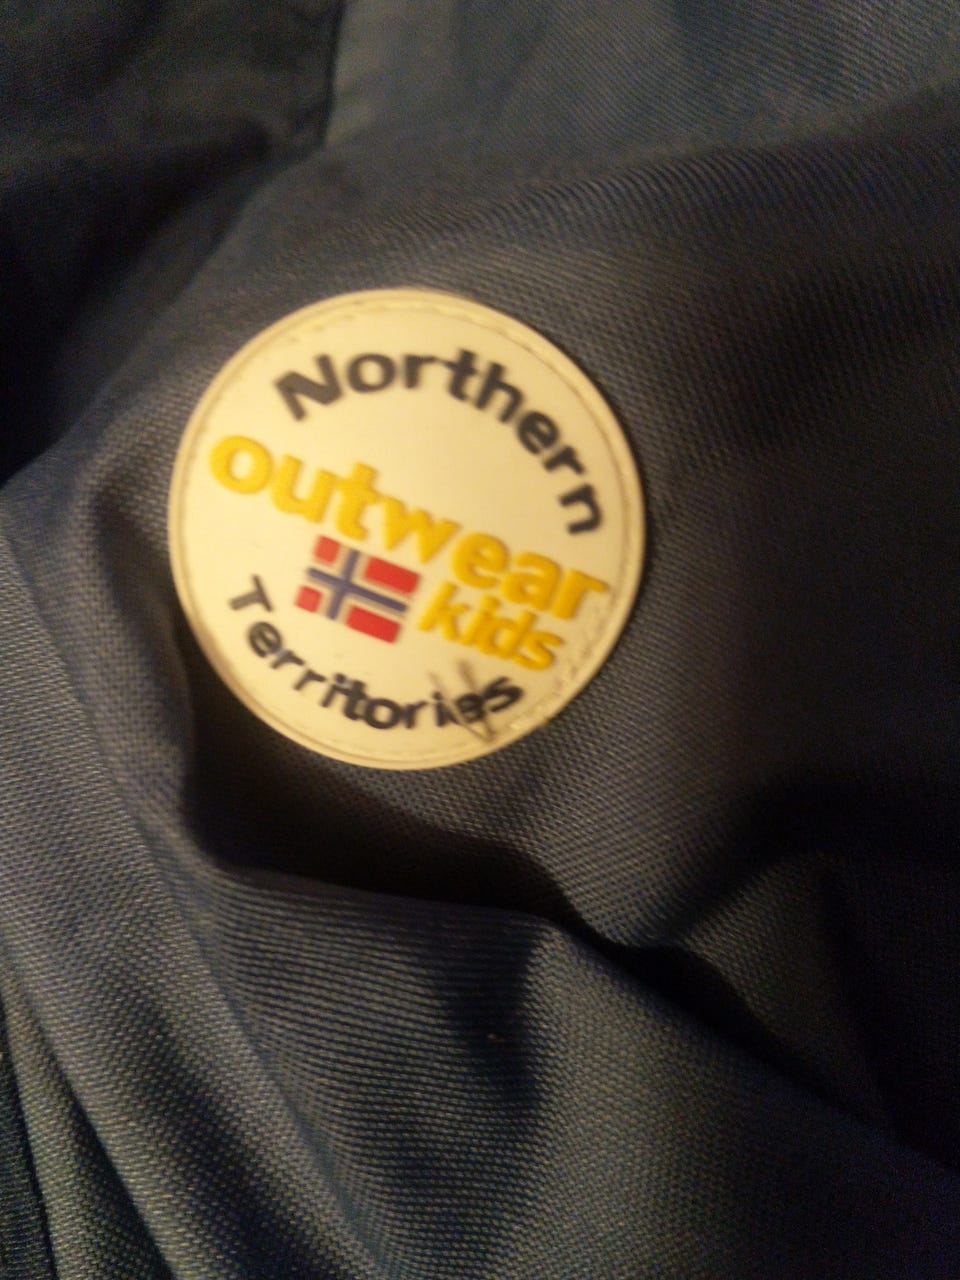 Northern
outwear
kids
Territories